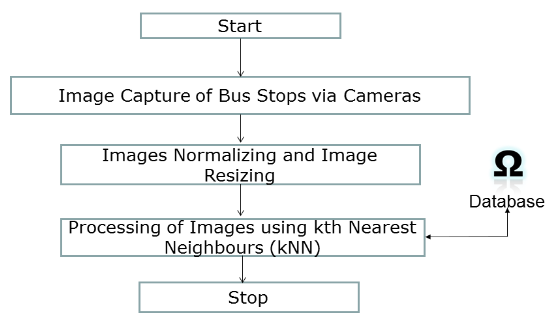 Start
Image Capture of Bus Stops via Cameras
Images Normalizing and Image
Resizing
Ω
Database
Processing of Images using kth Nearest
Neighbours (kNN)
Stop